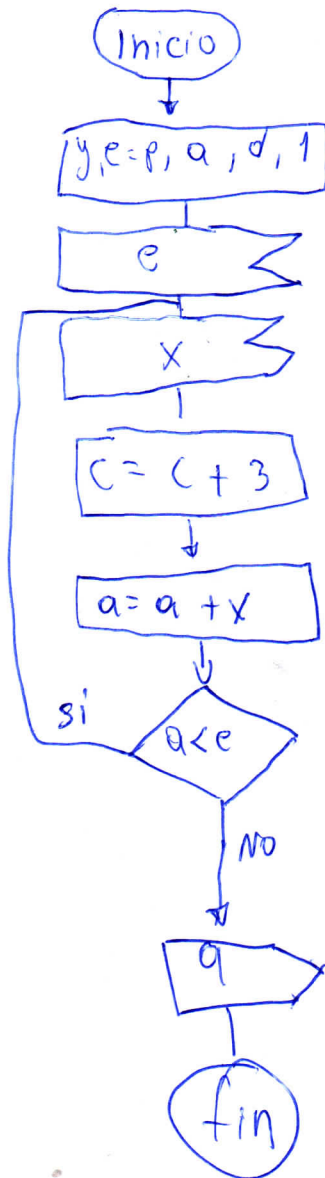 Inicio
y, e = p, a, d, 1
e
x
c = c + 3
a = a + x
a < e
si
NO
a
fin